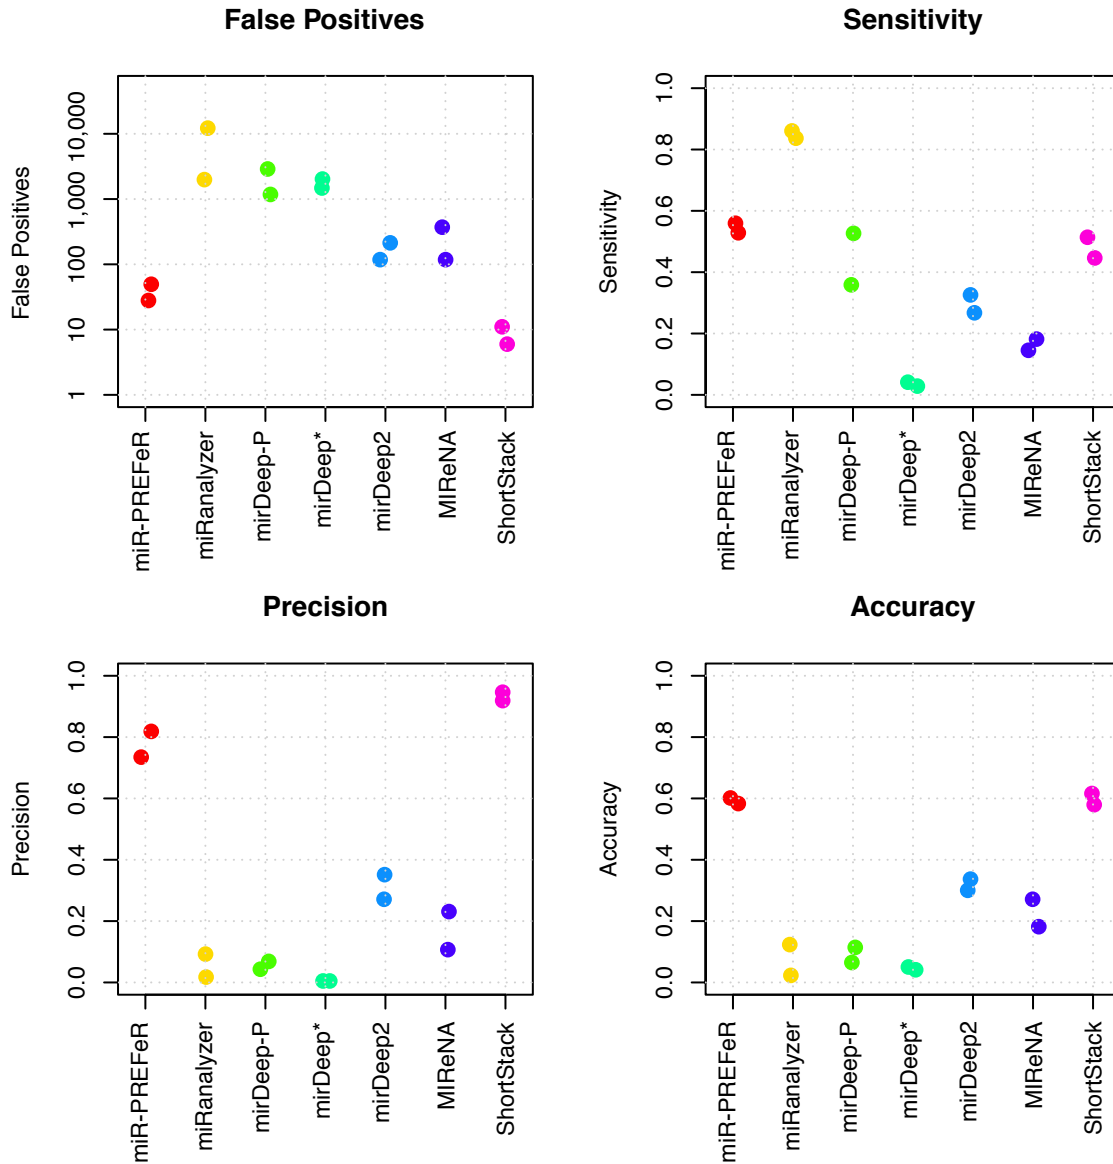 False Positives
False Positives
10,000
1,000
100
10
1
miR-PREFeR
miRanalyzer
mirDeep-P
mirDeep*
mirDeep2
MIReNA
ShortStack
Sensitivity
Sensitivity
1.0
0.8
0.6
0.4
0.2
0.0
miR-PREFeR
miRanalyzer
mirDeep-P
mirDeep*
mirDeep2
MIReNA
ShortStack
Precision
Precision
1.0
0.8
0.6
0.4
0.2
0.0
miR-PREFeR
miRanalyzer
mirDeep-P
mirDeep*
mirDeep2
MIReNA
ShortStack
Accuracy
Accuracy
1.0
0.8
0.6
0.4
0.2
0.0
miR-PREFeR
miRanalyzer
mirDeep-P
mirDeep*
mirDeep2
MIReNA
ShortStack